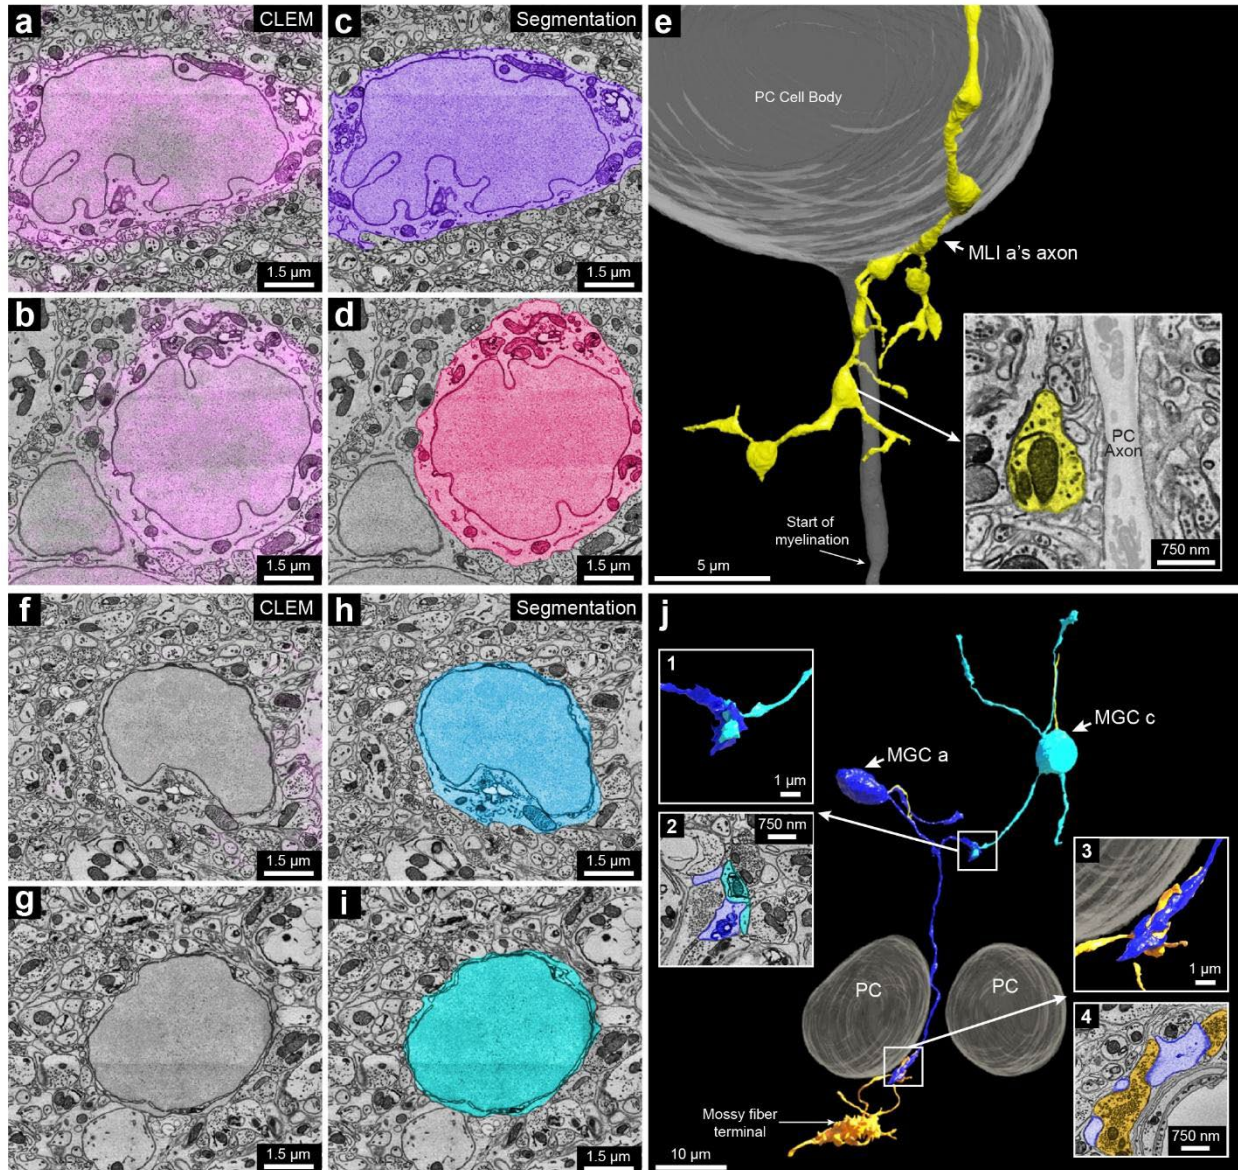 a
CLEM
1.5 µm
c
Segmentation
1.5 µm
b
1.5 µm
d
1.5 µm
e
PC Cell Body
MLI a's axon
PC
Axon
750 nm
Start of
myelination
5 µm
f
CLEM
1.5 µm
h
Segmentation
1.5 µm
g
1.5 µm
i
1.5 µm
j
1
1 µm
MGC c
MGC a
2
750 nm
3
1 µm
PC
PC
4
750 nm
Mossy fiber
terminal
10 µm